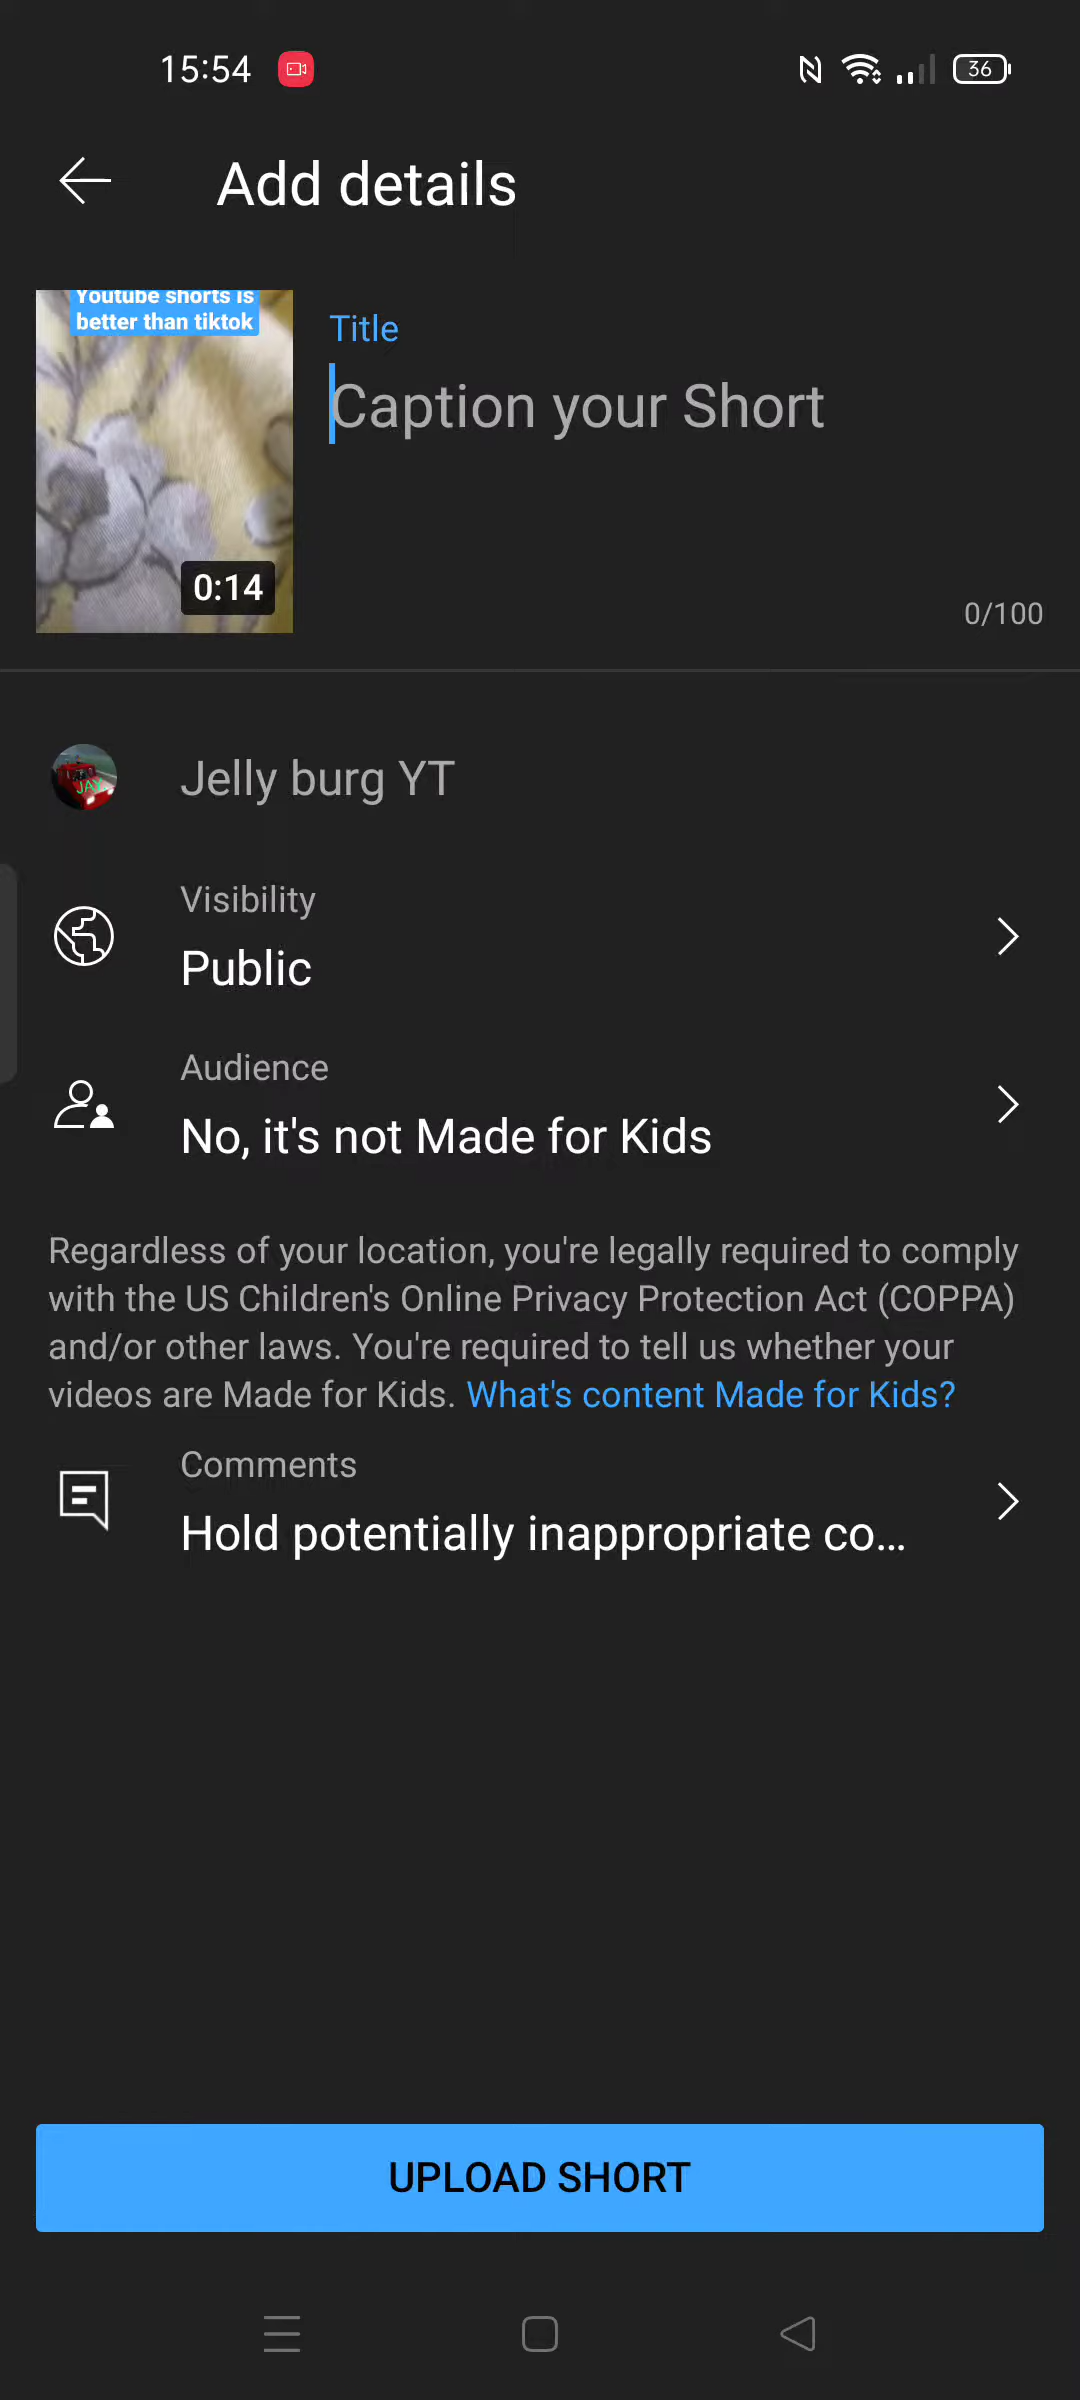 15:54
36
Add details
Youtube shorts is
better than tiktok
0:14
Title
Caption your Short
0/100
JAY
Jelly burg YT
Visibility
Public
Audience
No, it's not Made for Kids
Regardless of your location, you're legally required to comply
with the US Children's Online Privacy Protection Act (COPPA)
and/or other laws. You're required to tell us whether your
videos are Made for Kids. What's content Made for Kids?
Comments
Hold potentially inappropriate co...
UPLOAD SHORT